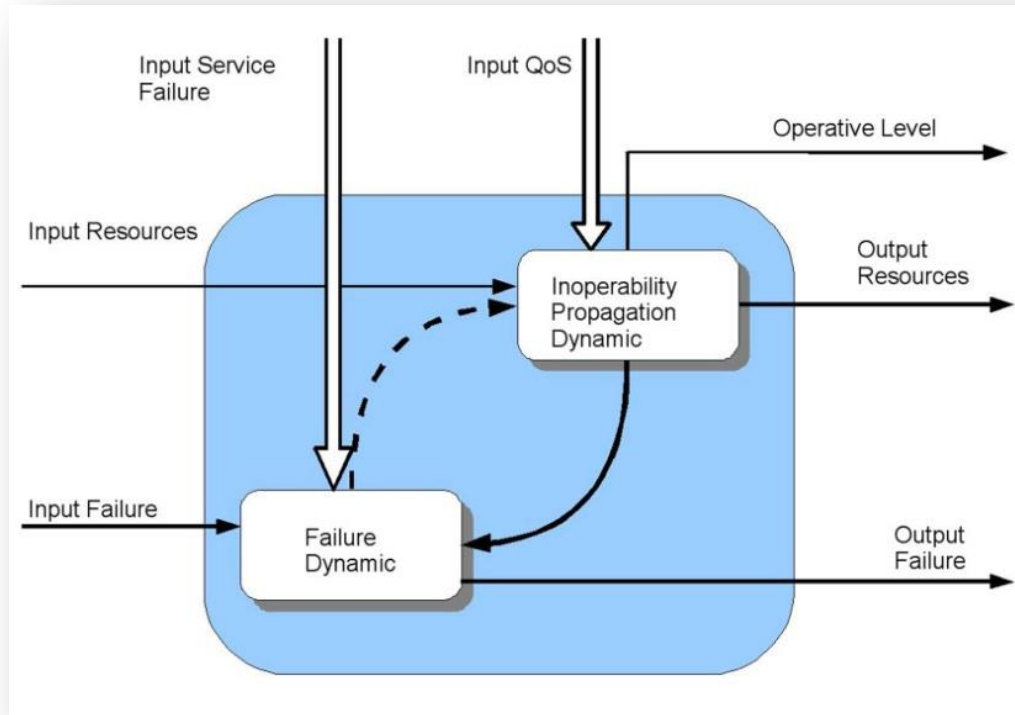 Input Service
Failure
Input QoS
Operative Level
Input Resources
Output
Resources
Inoperability
Propagation
Dynamic
Input Failure
Failure
Dynamic
Output
Failure